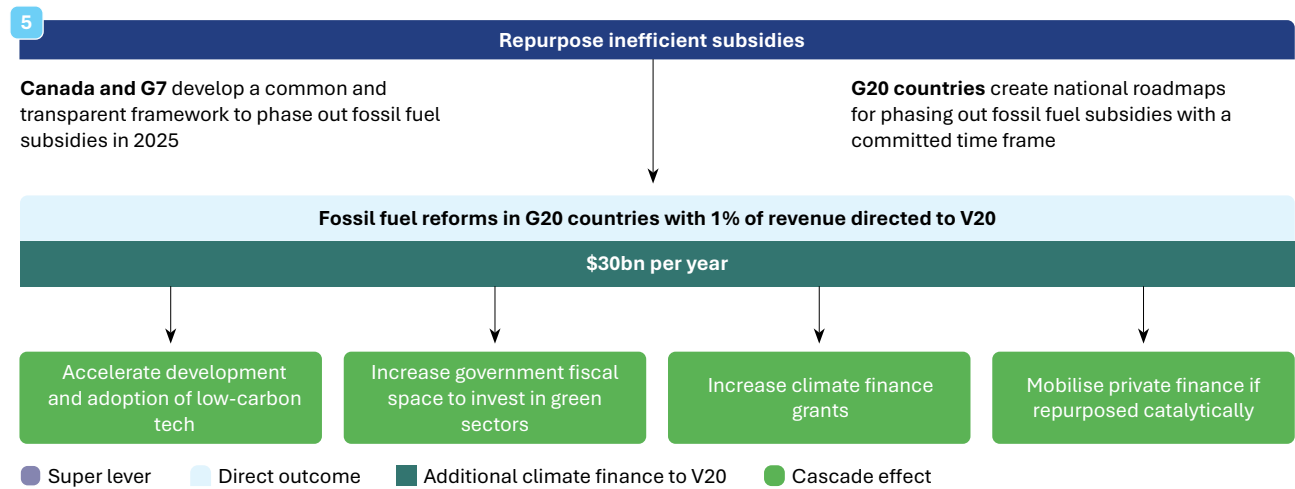 5
Repurpose inefficient subsidies
Canada and G7 develop a common and
transparent framework to phase out fossil fuel
subsidies in 2025
G20 countries create national roadmaps
for phasing out fossil fuel subsidies with a
committed time frame
Fossil fuel reforms in G20 countries with 1% of revenue directed to V20
$30bn per year
Accelerate development
and adoption of low-carbon
tech
Increase government fiscal
space to invest in green
sectors
Increase climate finance
grants
Mobilise private finance if
repurposed catalytically
Super lever
Direct outcome
Additional climate finance to V20
Cascade effect